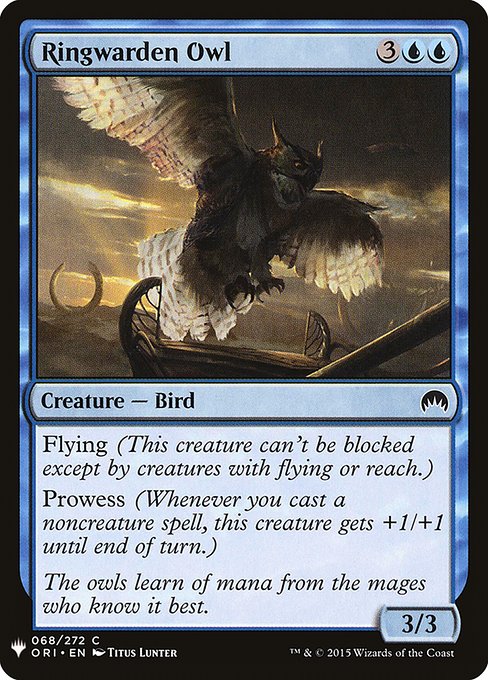 Ringwarden Owl 3
Creature — Bird
Flying (This creature can't be blocked
except by creatures with flying or reach.)
Prowess (Whenever you cast a
noncreature spell, this creature gets +1/+1
until end of turn.)
The owls learn of mana from the mages
who know it best.
3/3
068/272 C
ORI • EN Titus Lunter
™ & © 2015 Wizards of the Coast